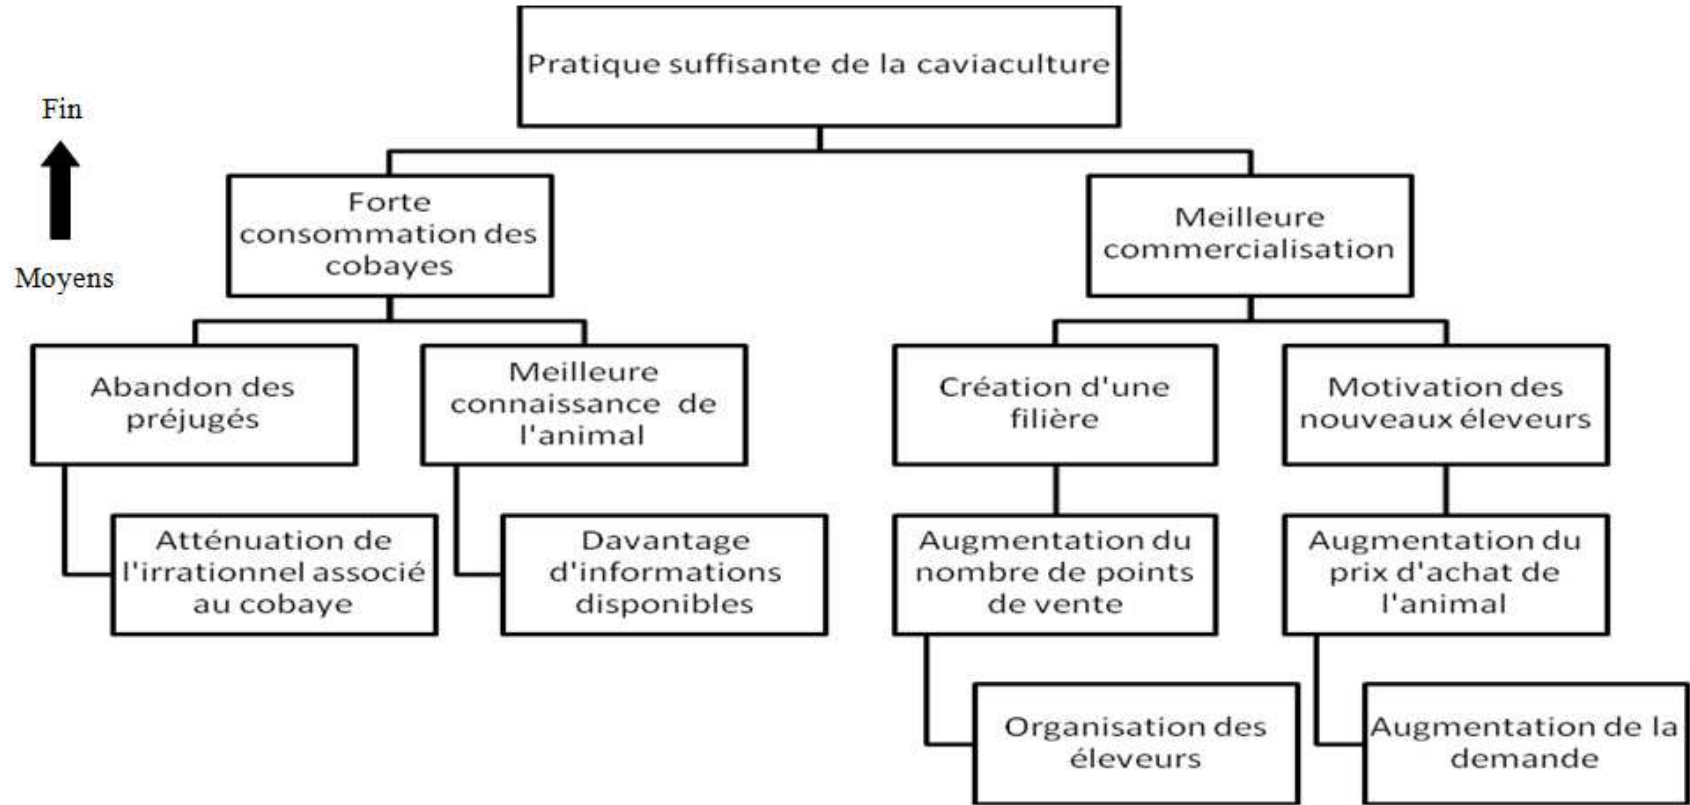 Pratique suffisante de la caviaculture
Fin
Moyens
Forte
consommation des
cobayes
Meilleure
commercialisation
Abandon des
préjugés
Meilleure
connaissance de
l'animal
Création d'une
filière
Motivation des
nouveaux éleveurs
Atténuation de
l'irrationnel associé
au cobaye
Davantage
d'informations
disponibles
Augmentation du
nombre de points
de vente
Augmentation du
prix d'achat de
l'animal
Organisation des
éleveurs
Augmentation de la
demande